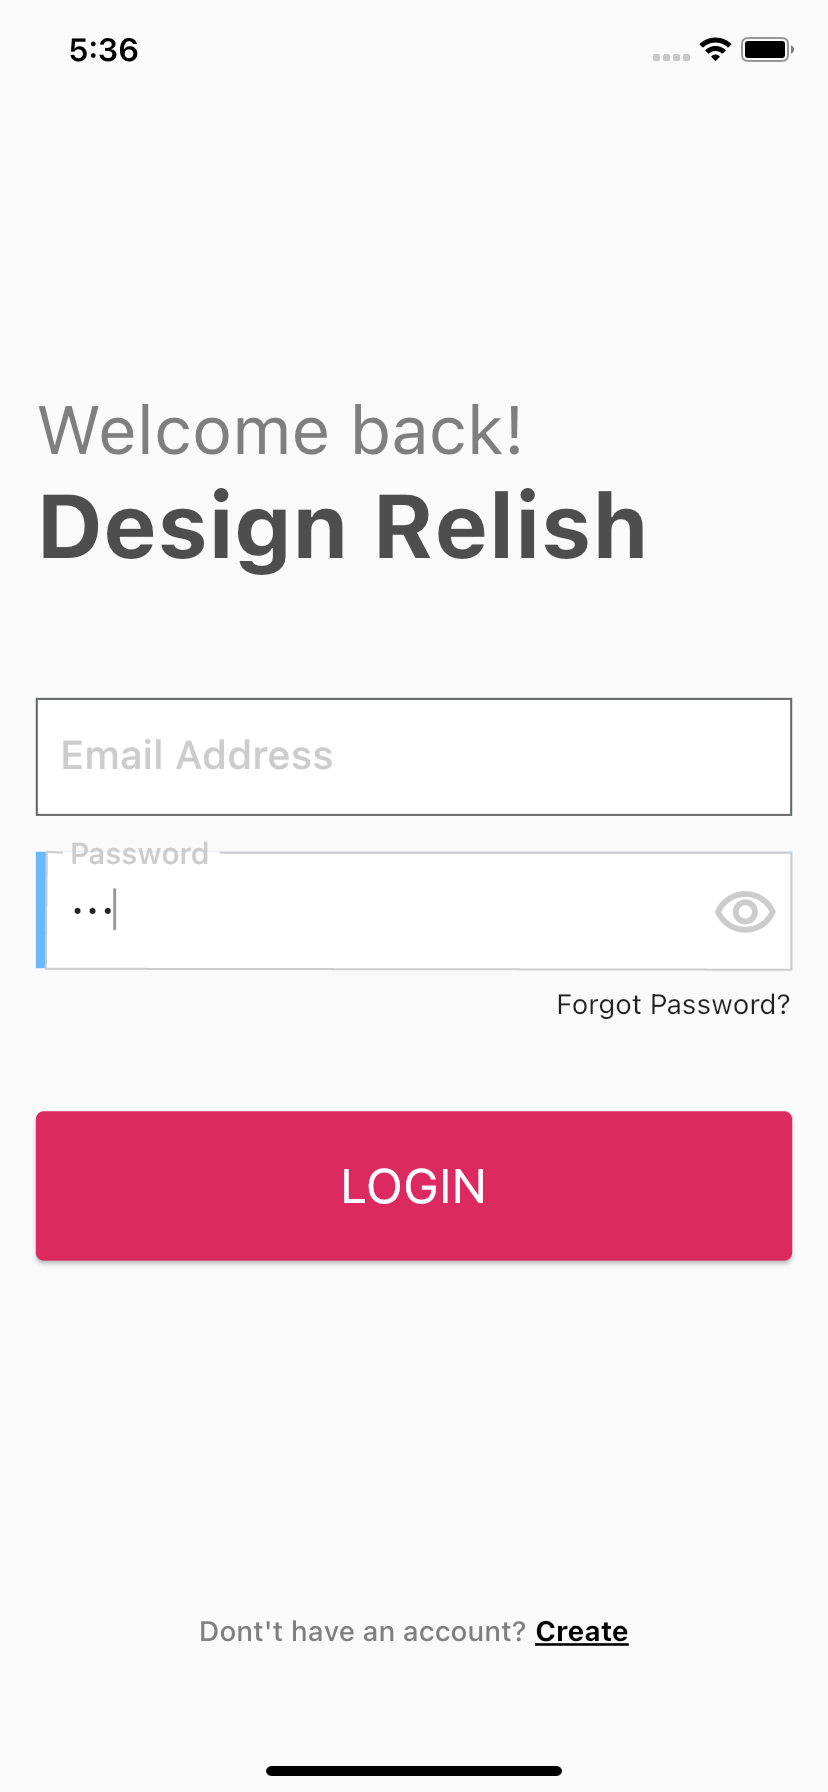 5:36
Welcome back!
Design Relish
Email Address
Password
•••
Forgot Password?
LOGIN
Dont't have an account? Create